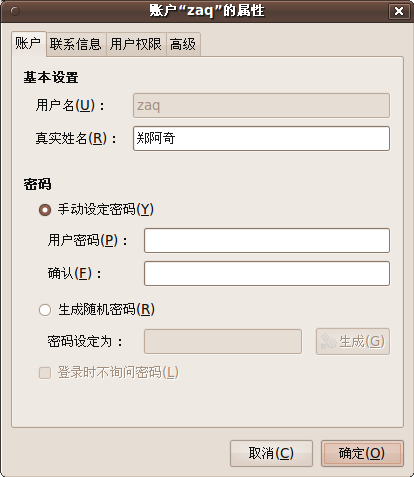 账户“zaq”的属性
账户 联系信息 用户权限 高级
基本设置
用户名(U)： zaq
真实姓名(R)： 郑阿奇
密码
手动设定密码(Y)
用户密码(P)：
确认(F)：
生成随机密码(R)
密码设定为： 生成(G)
登录时不询问密码(L)
取消(C) 确定(O)